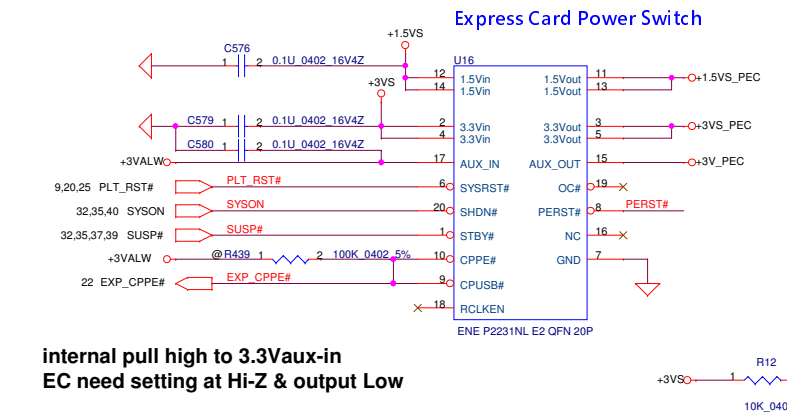 Express Card Power Switch
+1.5VS
C576
1 2 0.1U_0402_16V4Z
U16
+3VS
12 1.5Vin 1.5Vout 11
14 1.5Vin 1.5Vout 13
+1.5VS_PEC
C579
1 2 0.1U_0402_16V4Z
2 3.3Vin 3.3Vout 3
+3VS_PEC
4 3.3Vin 3.3Vout 5
C580
1 2 0.1U_0402_16V4Z
+3VALW
17 AUX_IN AUX_OUT 15
+3V_PEC
9,20,25 PLT_RST# PLT_RST# 6 SYSRST# OC# 19
32,35,40 SYSON SYSON 20 SHDN# PERST# 8 PERST#
32,35,37,39 SUSP# SUSP# 1 STBY# NC 16
+3VALW @R439 1 2 100K_0402_5% 10 CPPE# GND 7
22 EXP_CPPE# EXP_CPPE# 9 CPUSB#
18 RCLKEN
ENE P2231NL E2 QFN 20P
internal pull high to 3.3Vaux-in
EC need setting at Hi-Z & output Low
R12
+3VS 1
10K_040